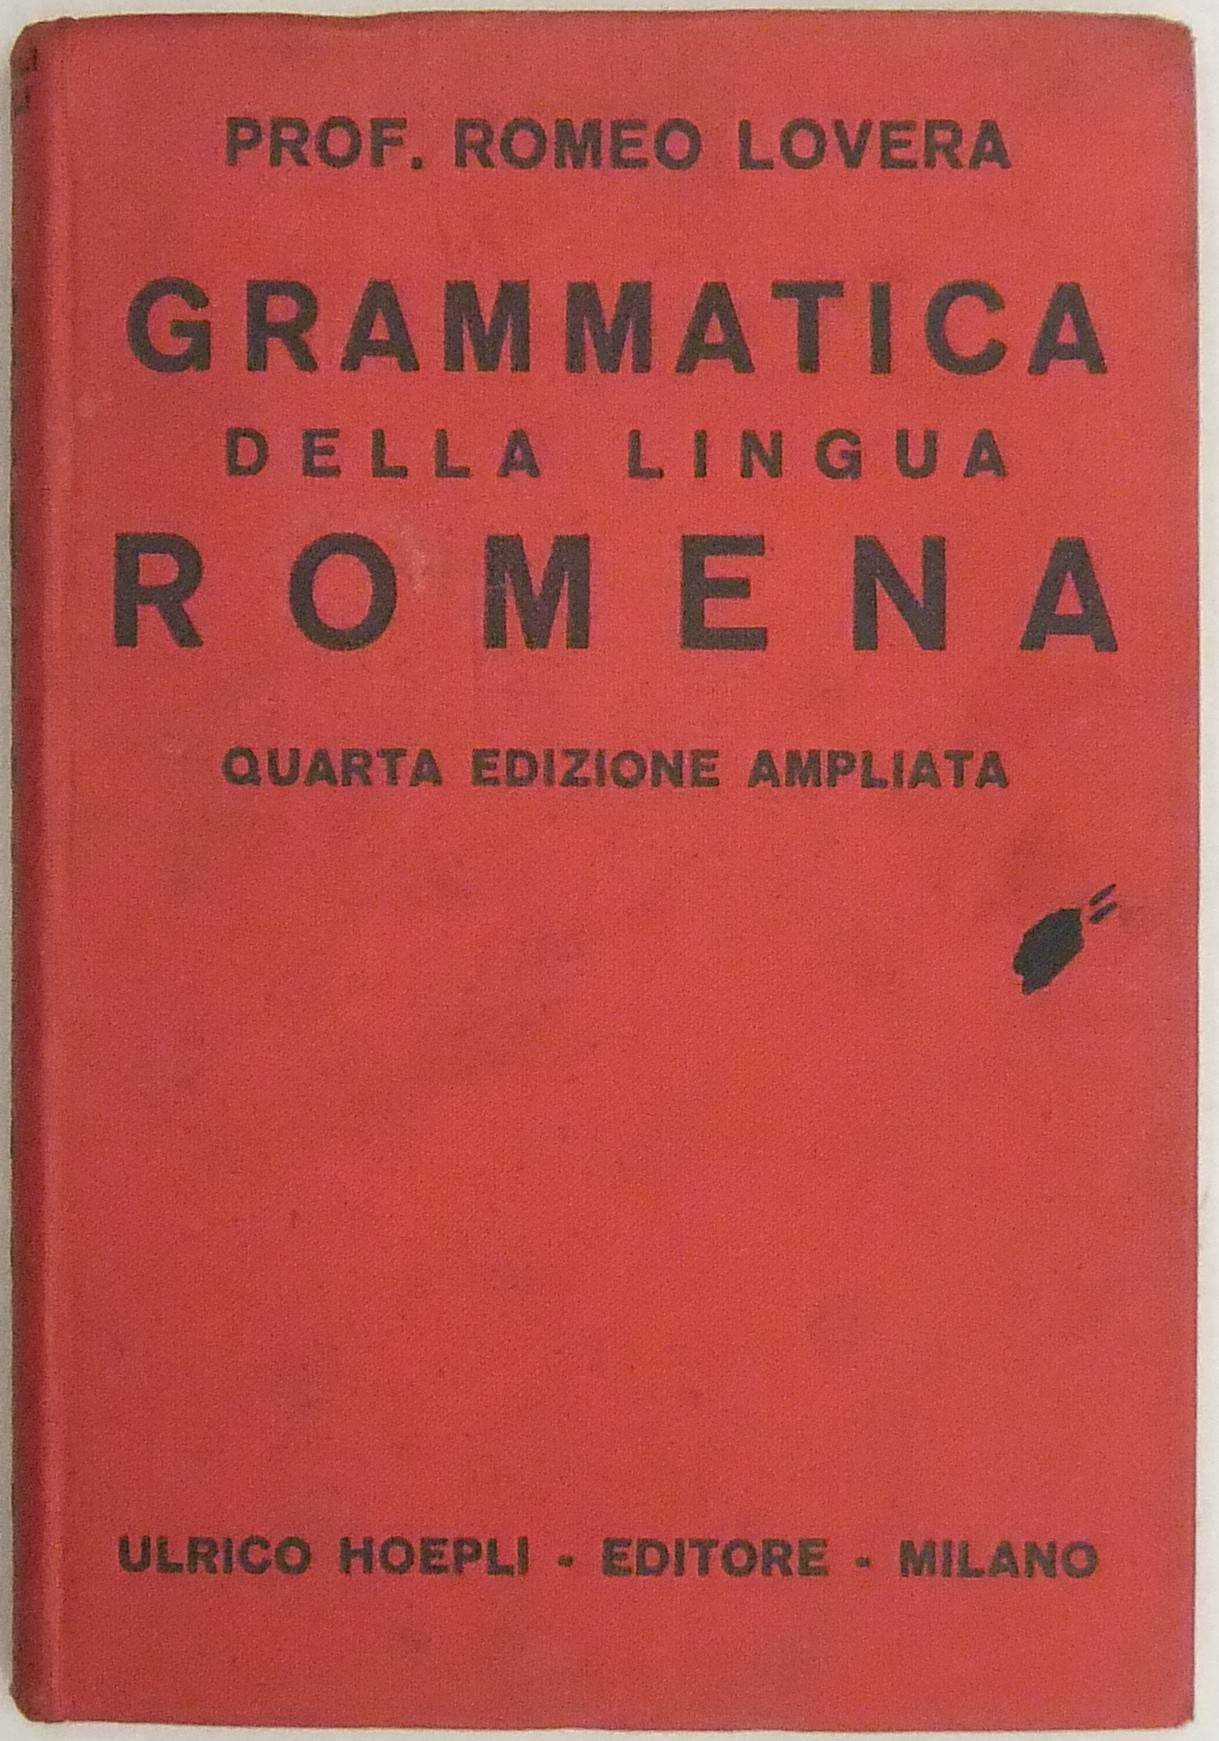 PROF. ROMEO LOVERA
GRAMMATICA
DELLA LINGUA
ROMENA
QUARTA EDIZIONE AMPLIATA
ULRICO HOEPLI - EDITORE - MILANO